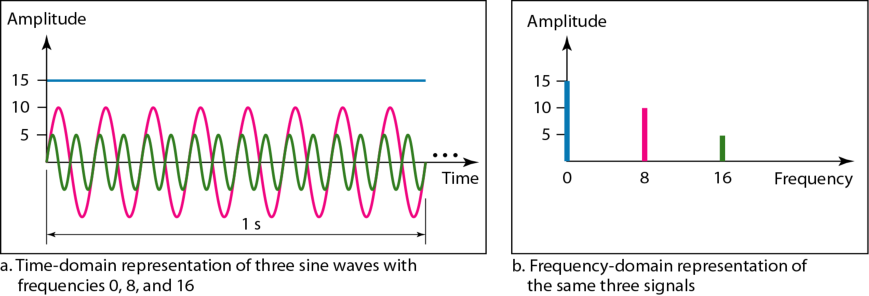 Amplitude
15
10
5
Time
1 s
a. Time-domain representation of three sine waves with
frequencies 0, 8, and 16
Amplitude
15
10
5
0 8 16 Frequency
b. Frequency-domain representation of
the same three signals